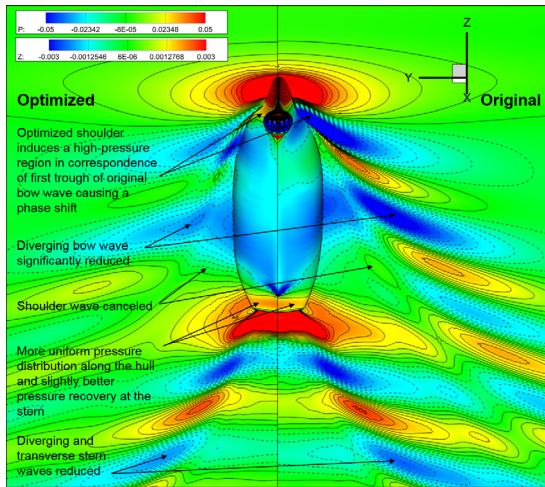 P: -0.05 -0.02342 -8E-05 0.02348 0.05
Z: -0.003 -0.0012546 6E-06 0.0012768 0.003
Z
Y
X
Optimized
Original
Optimized shoulder
induces a high-pressure
region in correspondence
of first trough of original
bow wave causing a
phase shift
Diverging bow wave
significantly reduced
Shoulder wave canceled
More uniform pressure
distribution along the hull
and slightly better
pressure recovery at the
stern
Diverging and
transverse stern
waves reduced